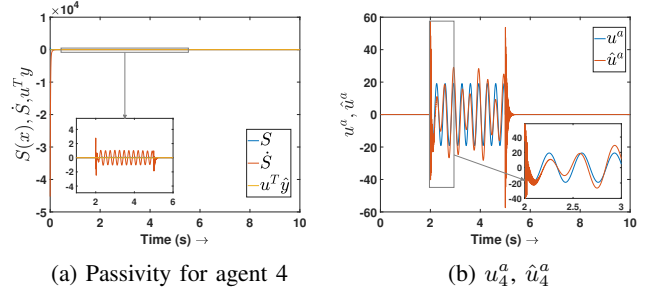 ×10⁴
1
0
-1
-2
-3
-4
-5
S(x), Ṡ, uᵀy
4
2
0
-2
-4
2
4
6
S
Ṡ
uᵀŷ
0 2 4 6 8 10
Time (s) →
(a) Passivity for agent 4
60
40
20
0
-20
-40
-60
uᵃ, ûᵃ
uᵃ
ûᵃ
40
20
0
-20
-40
2 2.5 3
0 2 4 6 8 10
Time (s) →
(b) u₄ᵃ, û₄ᵃ